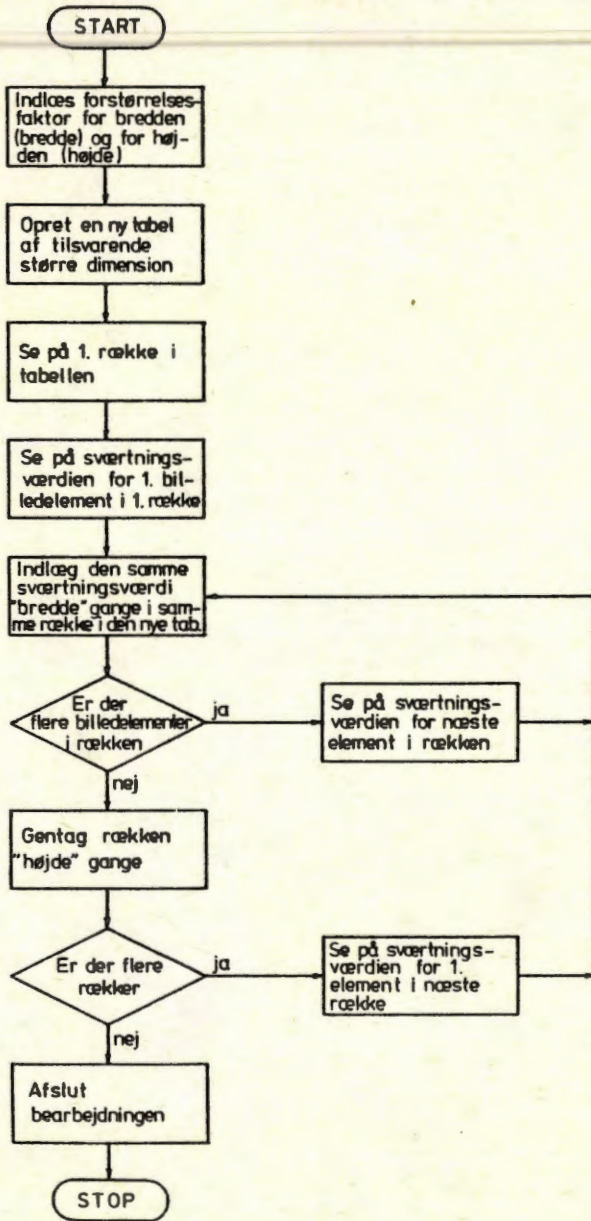 START
Indlæs forstørrelses-
faktor for bredden
(bredde) og for høj-
den (højde)
Opret en ny tabel
af tilsvarende
større dimension
Se på 1. række i
tabellen
Se på sværtnings-
værdien for 1. bil-
ledelement i 1. række
Indlæg den samme
sværtningsværdi
"bredde" gange i sam-
me række i den nye tab.
Er der
flere billedelementer
i rækken
ja
Se på sværtnings-
værdien for næste
element i rækken
nej
Gentag rækken
"højde" gange
Er der flere
rækker
ja
Se på sværtnings-
værdien for 1.
element i næste
række
nej
Afslut
bearbejdningen
STOP